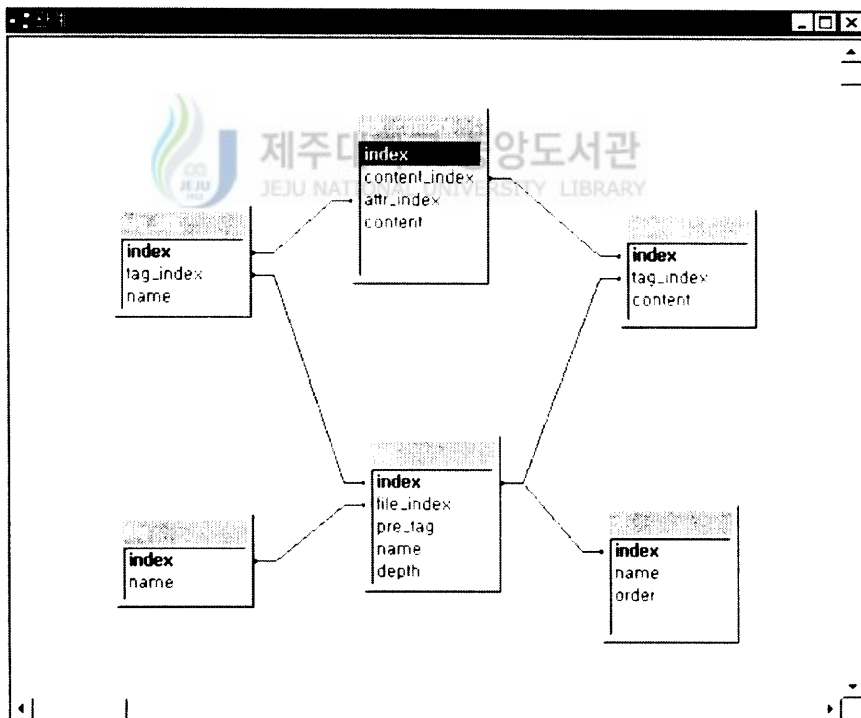 제주대학교 중앙도서관
JEJU NATIONAL UNIVERSITY LIBRARY
JEJU
index
content_index
attr_index
content
index
tag_index
name
index
tag_index
content
index
file_index
pre_tag
name
depth
index
name
index
name
order